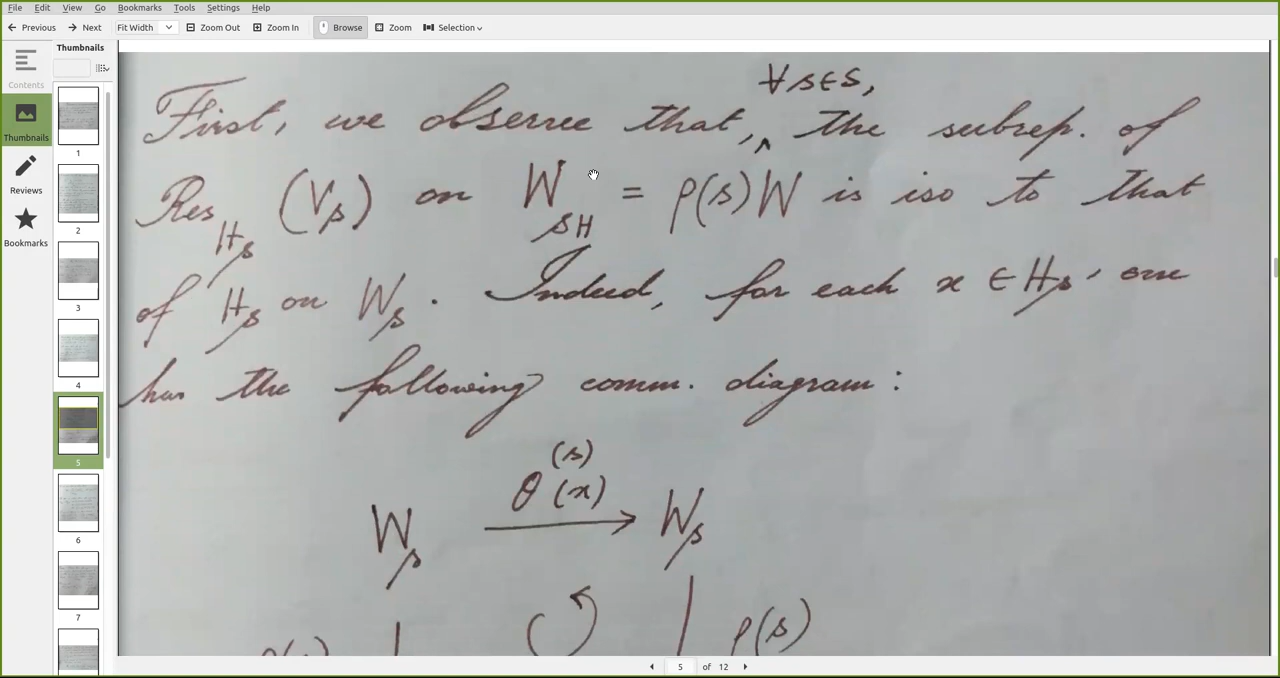 File Edit View Go Bookmarks Tools Settings Help
Previous Next Fit Width Zoom Out Zoom In Browse Zoom Selection
Contents
Thumbnails
Reviews
Bookmarks
Thumbnails
1
2
3
4
5
6
7
∀s∈S,
First, we observe that, ^ the subrep. of
Res_{H_s} (V_s) on W_{sH} = ρ(s)W is iso to that
of H_s on W_s. Indeed, for each x ∈ H_s, one
has the following comm. diagram:
θ^{(s)}(x)
W_s → W_s
ρ(s)
5 of 12